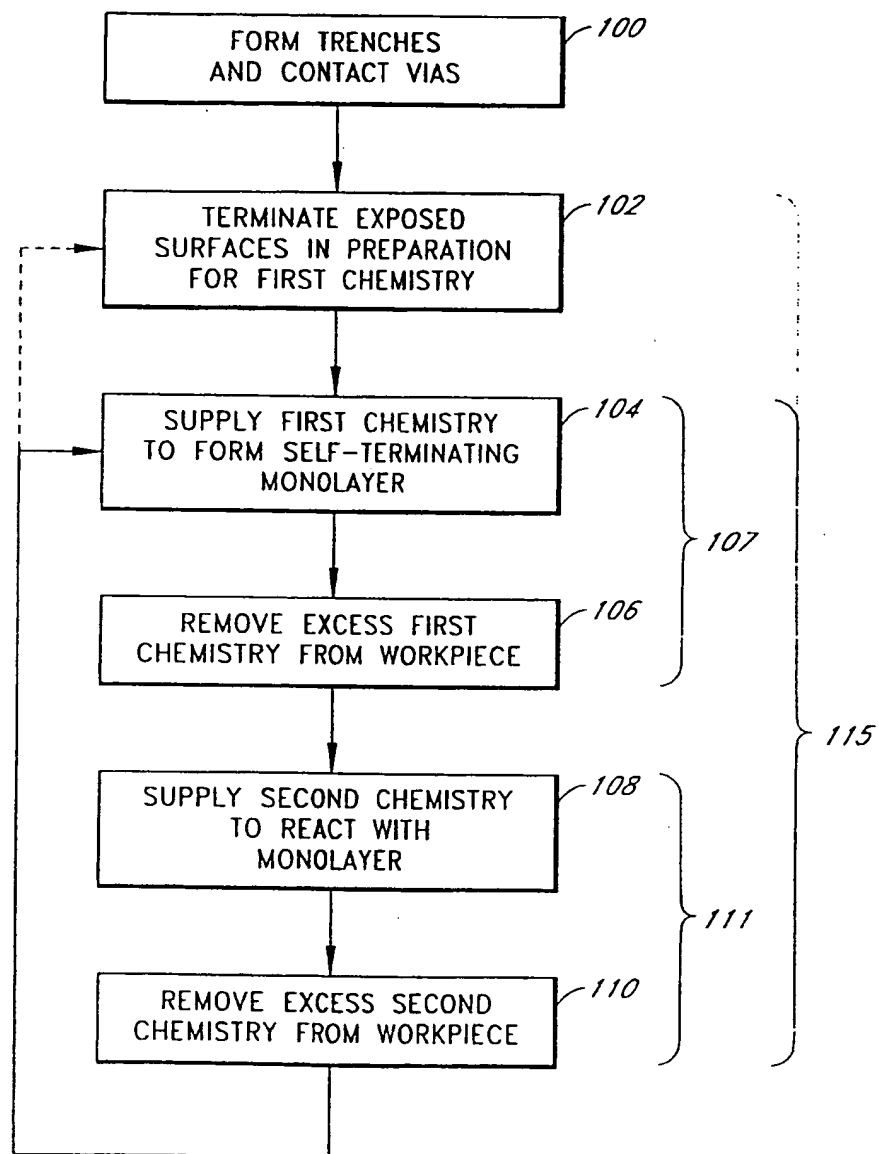 100
FORM TRENCHES
AND CONTACT VIAS
102
TERMINATE EXPOSED
SURFACES IN PREPARATION
FOR FIRST CHEMISTRY
104
SUPPLY FIRST CHEMISTRY
TO FORM SELF-TERMINATING
MONOLAYER
107
106
REMOVE EXCESS FIRST
CHEMISTRY FROM WORKPIECE
115
108
SUPPLY SECOND CHEMISTRY
TO REACT WITH
MONOLAYER
111
110
REMOVE EXCESS SECOND
CHEMISTRY FROM WORKPIECE